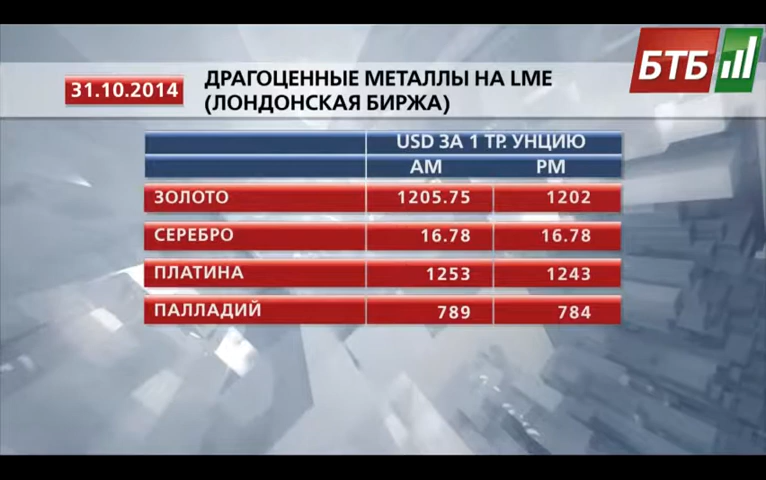 БТБ
31.10.2014
ДРАГОЦЕННЫЕ МЕТАЛЛЫ НА LME
(ЛОНДОНСКАЯ БИРЖА)
USD ЗА 1 ТР. УНЦИЮ
AM PM
ЗОЛОТО 1205.75 1202
СЕРЕБРО 16.78 16.78
ПЛАТИНА 1253 1243
ПАЛЛАДИЙ 789 784